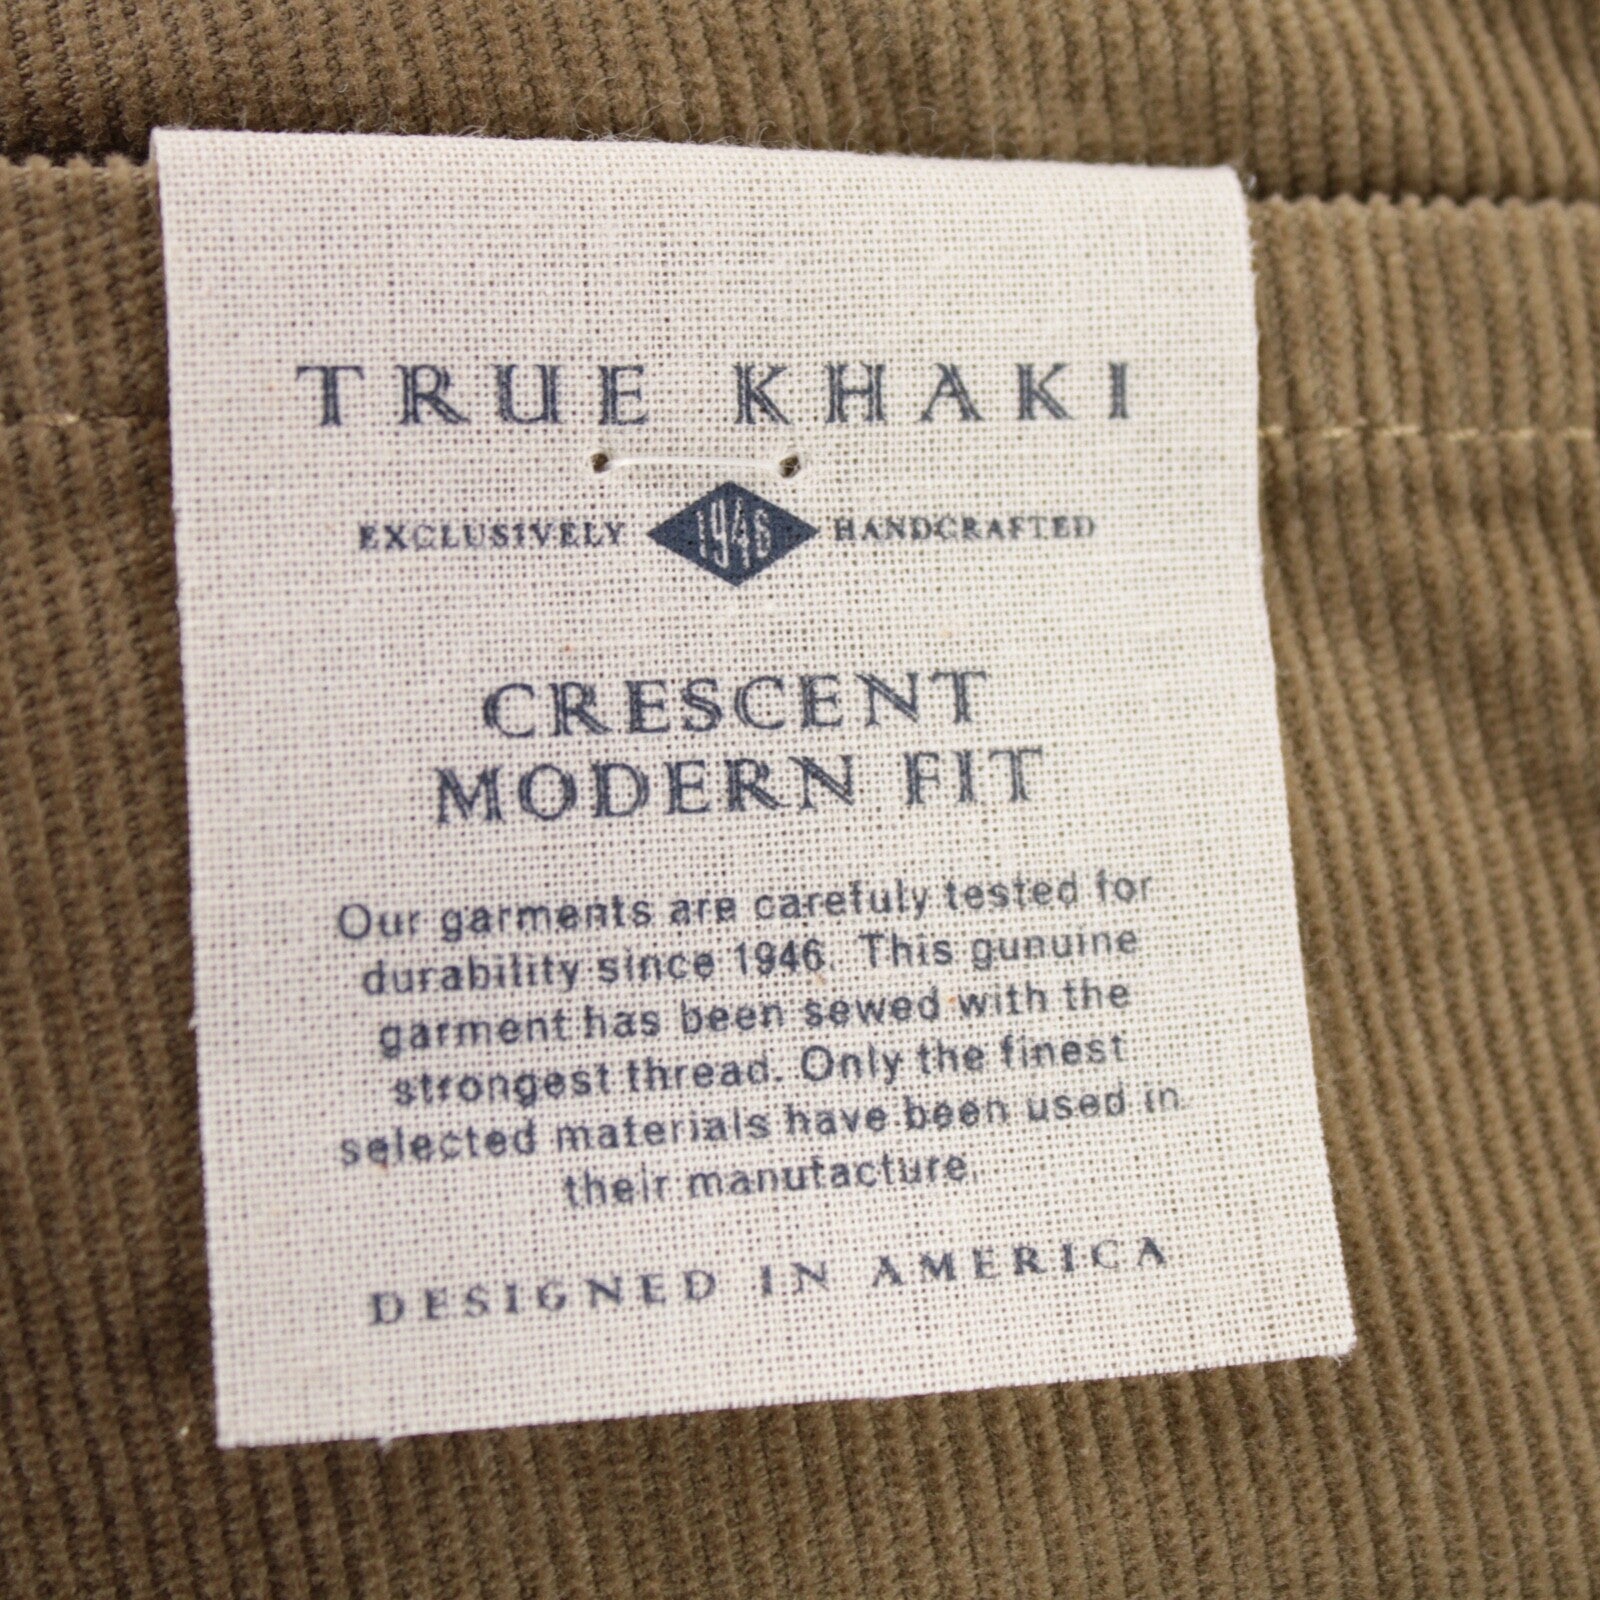 TRUE KHAKI
EXCLUSIVELY 1946 HANDCRAFTED
CRESCENT
MODERN FIT
Our garments are carefuly tested for
durability since 1946. This gunuine
garment has been sewed with the
strongest thread. Only the finest
selected materials have been used in
their manufacture.
DESIGNED IN AMERICA